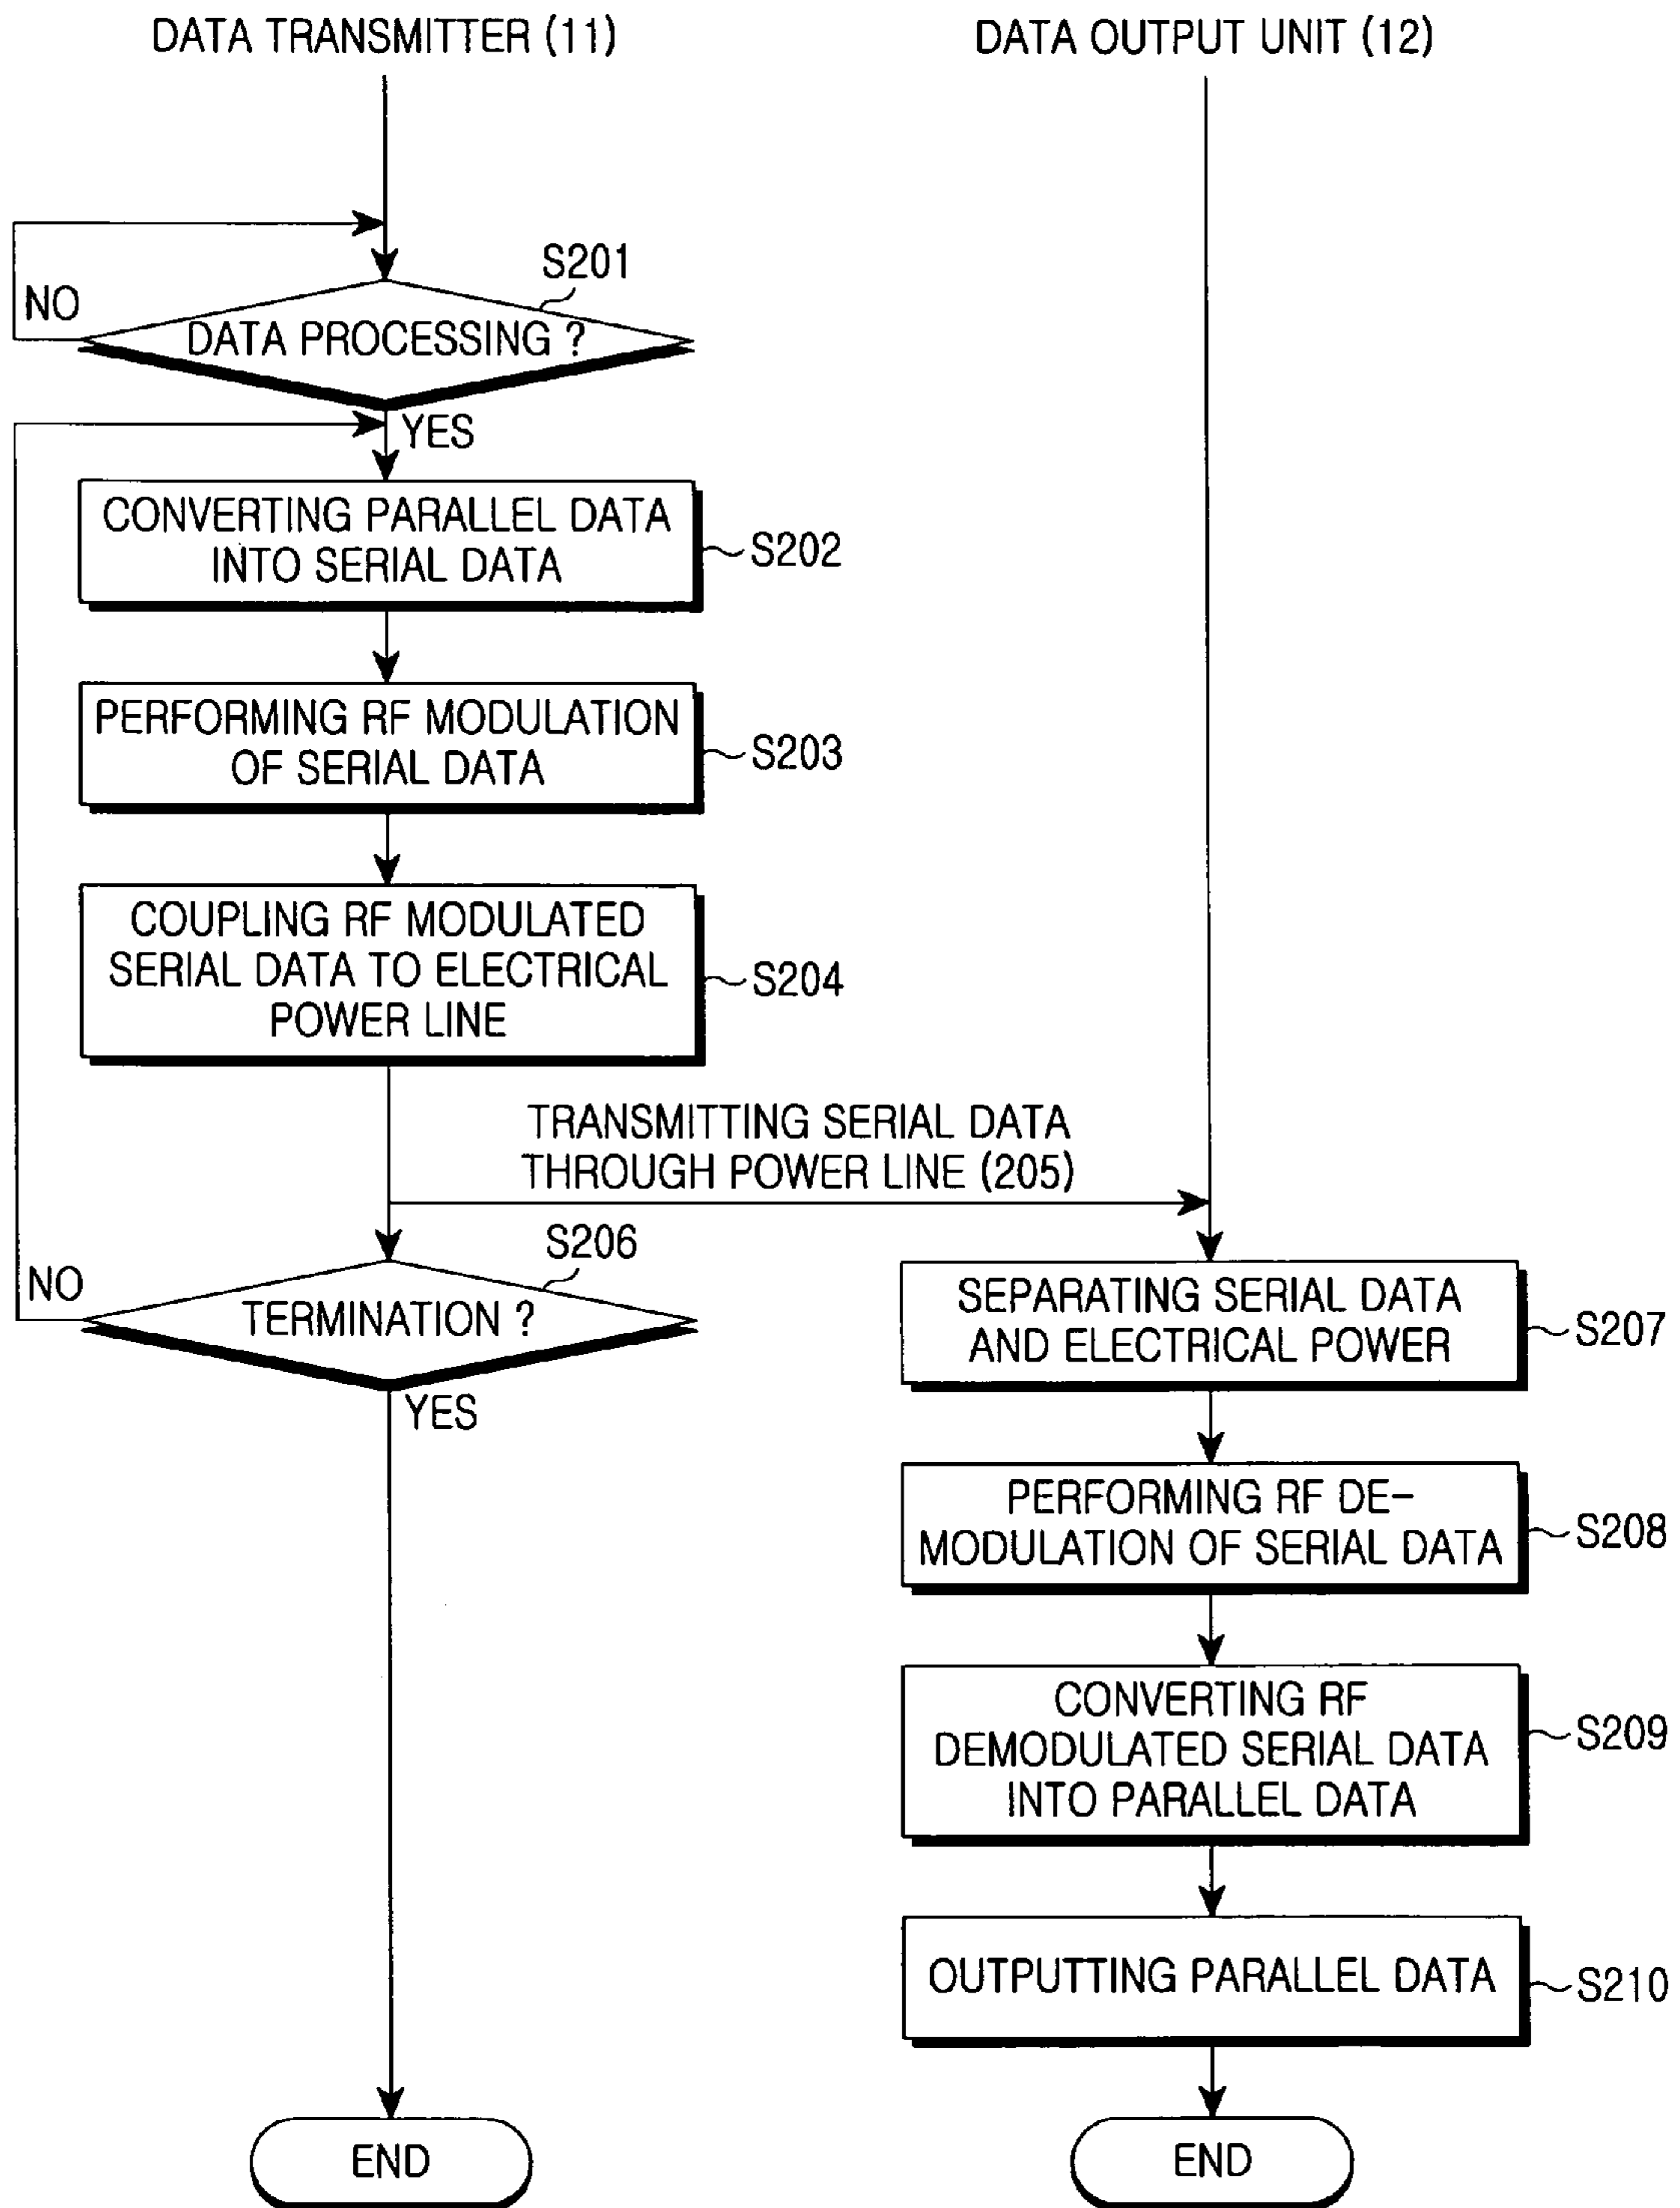 DATA TRANSMITTER (11)
DATA OUTPUT UNIT (12)
S201
NO
DATA PROCESSING ?
YES
CONVERTING PARALLEL DATA
INTO SERIAL DATA
S202
PERFORMING RF MODULATION
OF SERIAL DATA
S203
COUPLING RF MODULATED
SERIAL DATA TO ELECTRICAL
POWER LINE
S204
TRANSMITTING SERIAL DATA
THROUGH POWER LINE (205)
S206
NO
TERMINATION ?
YES
SEPARATING SERIAL DATA
AND ELECTRICAL POWER
S207
PERFORMING RF DE-
MODULATION OF SERIAL DATA
S208
CONVERTING RF
DEMODULATED SERIAL DATA
INTO PARALLEL DATA
S209
OUTPUTTING PARALLEL DATA
S210
END
END